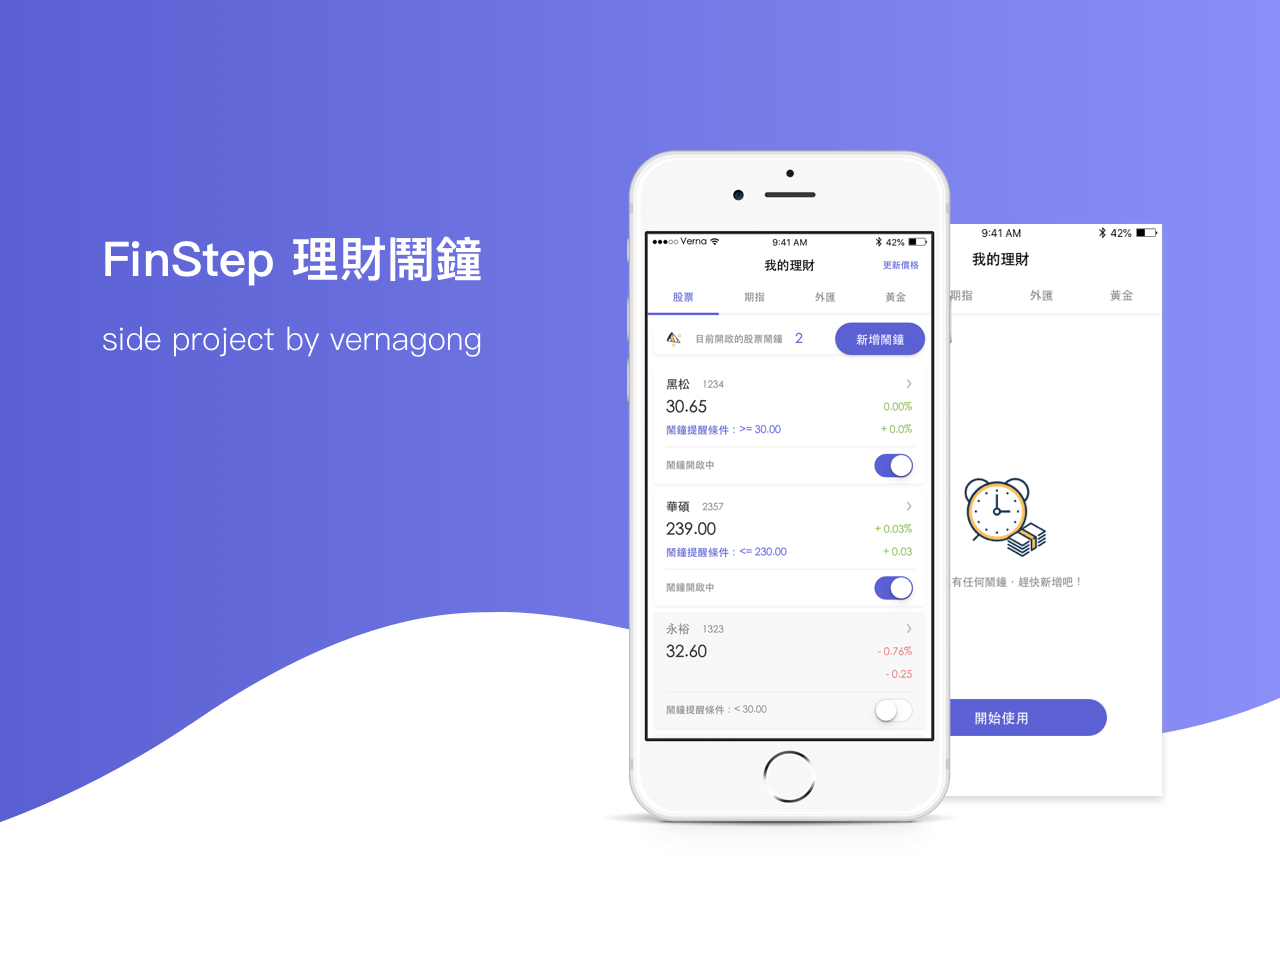 FinStep 理財鬧鐘
side project by vernagong
Verna 9:41 AM 42%
我的理財 更新價格
股票 期指 外匯 黃金
目前開啟的股票鬧鐘 2 新增鬧鐘
黑松 1234
30.65 0.00%
鬧鐘提醒條件：>= 30.00 + 0.0%
鬧鐘開啟中
華碩 2357
239.00 + 0.03%
鬧鐘提醒條件：<= 230.00 + 0.03
鬧鐘開啟中
永裕 1323
32.60 - 0.76%
- 0.25
鬧鐘提醒條件：< 30.00
9:41 AM 42%
我的理財
期指 外匯 黃金
有任何鬧鐘，趕快新增吧！
開始使用